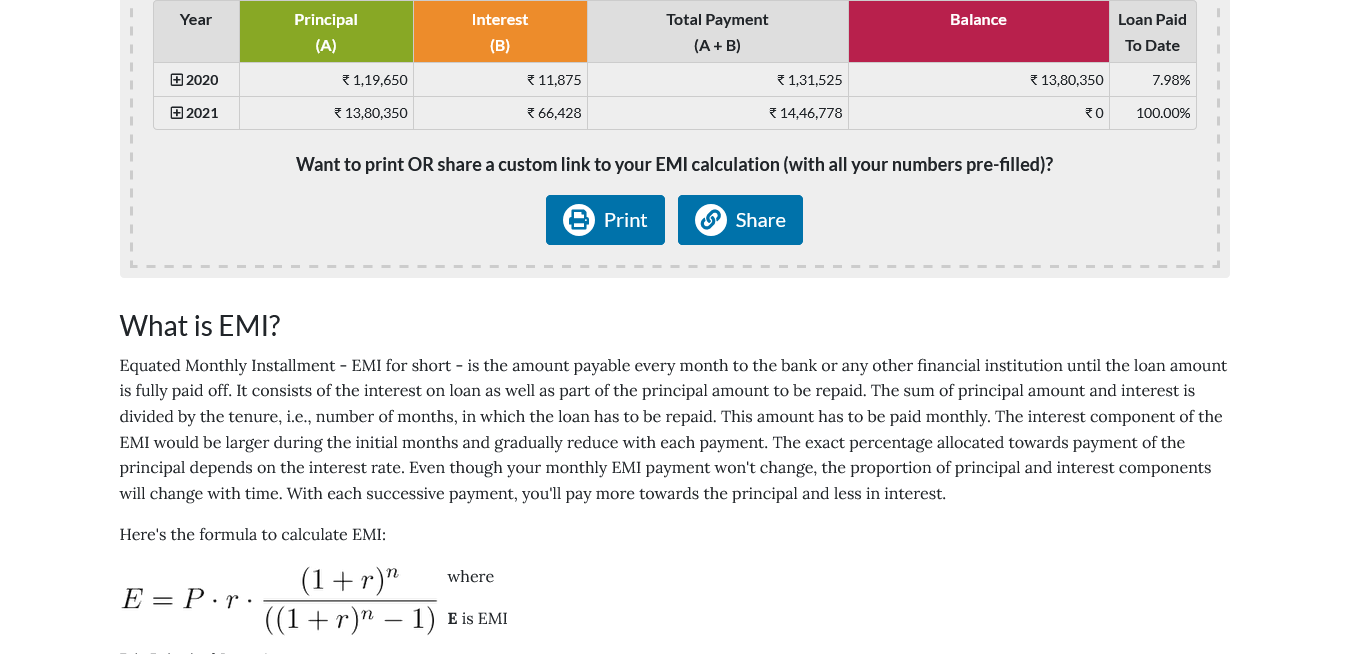 Year Principal (A) Interest (B) Total Payment (A + B) Balance Loan Paid To Date
2020 ₹ 1,19,650 ₹ 11,875 ₹ 1,31,525 ₹ 13,80,350 7.98%
2021 ₹ 13,80,350 ₹ 66,428 ₹ 14,46,778 ₹ 0 100.00%
Want to print OR share a custom link to your EMI calculation (with all your numbers pre-filled)?
Print Share
What is EMI?
Equated Monthly Installment - EMI for short - is the amount payable every month to the bank or any other financial institution until the loan amount
is fully paid off. It consists of the interest on loan as well as part of the principal amount to be repaid. The sum of principal amount and interest is
divided by the tenure, i.e., number of months, in which the loan has to be repaid. This amount has to be paid monthly. The interest component of the
EMI would be larger during the initial months and gradually reduce with each payment. The exact percentage allocated towards payment of the
principal depends on the interest rate. Even though your monthly EMI payment won't change, the proportion of principal and interest components
will change with time. With each successive payment, you'll pay more towards the principal and less in interest.
Here's the formula to calculate EMI:
E = P · r · (1 + r)^n / ((1 + r)^n − 1) where
E is EMI